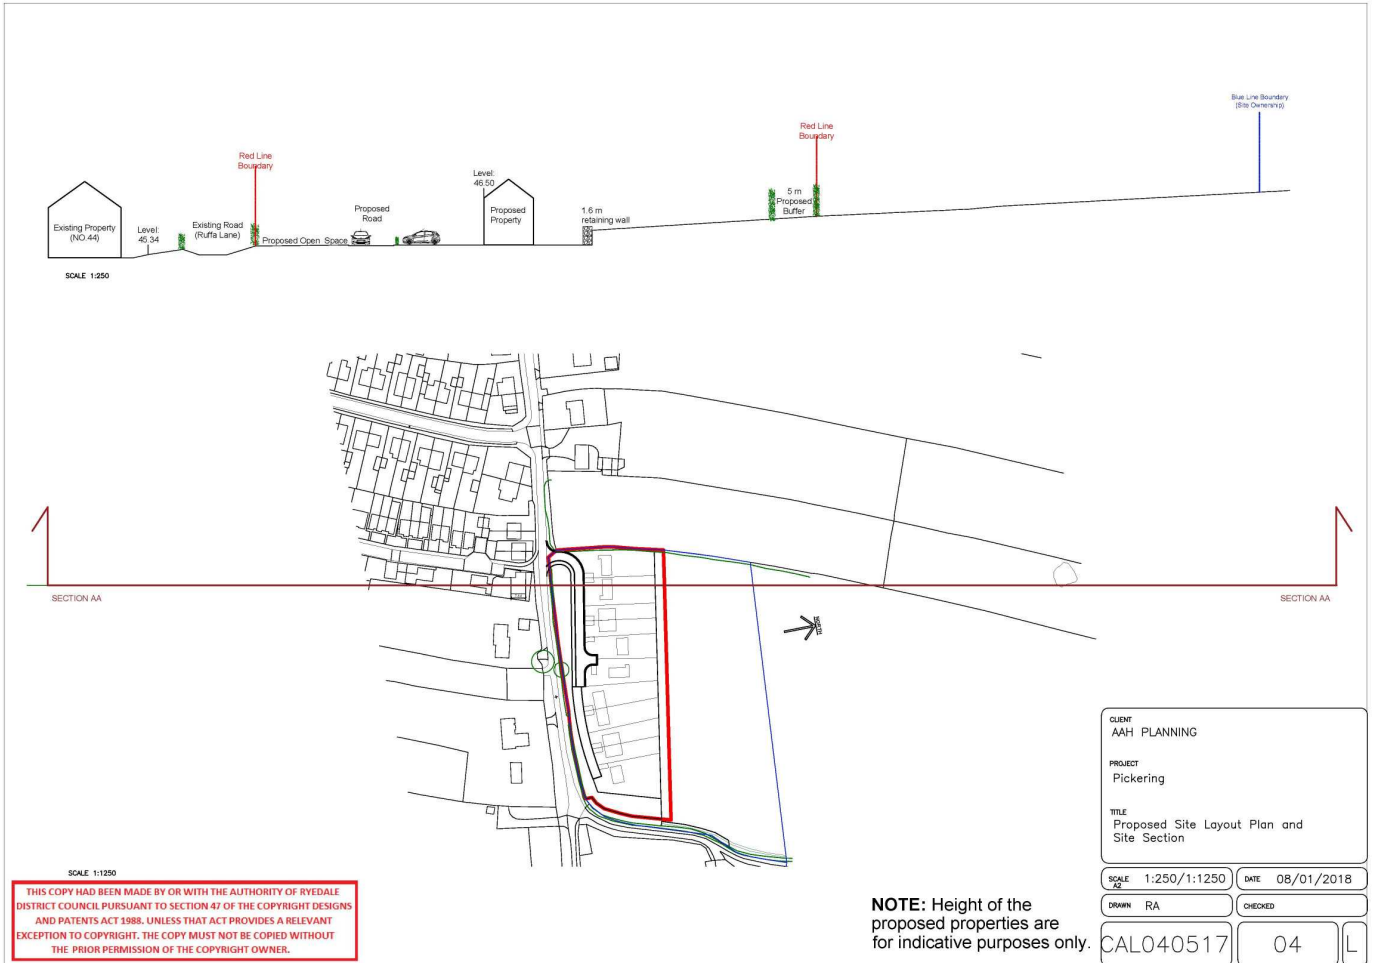 Blue Line Boundary
(Site Ownership)
Red Line
Boundary
Red Line
Boundary
Level:
46.50
5 m
Proposed
Buffer
Proposed
Road
Proposed
Property
1.6 m
retaining wall
Existing Property
(NO.44)
Level:
45.34
Existing Road
(Ruffa Lane)
Proposed Open Space
SCALE 1:250
SECTION AA
SECTION AA
NORTH
SCALE 1:1250
THIS COPY HAD BEEN MADE BY OR WITH THE AUTHORITY OF RYEDALE
DISTRICT COUNCIL PURSUANT TO SECTION 47 OF THE COPYRIGHT DESIGNS
AND PATENTS ACT 1988. UNLESS THAT ACT PROVIDES A RELEVANT
EXCEPTION TO COPYRIGHT. THE COPY MUST NOT BE COPIED WITHOUT
THE PRIOR PERMISSION OF THE COPYRIGHT OWNER.
NOTE: Height of the
proposed properties are
for indicative purposes only.
CLIENT
AAH PLANNING
PROJECT
Pickering
TITLE
Proposed Site Layout Plan and
Site Section
SCALE 1:250/1:1250
A2
DATE 08/01/2018
DRAWN RA
CHECKED
CAL040517
04
L